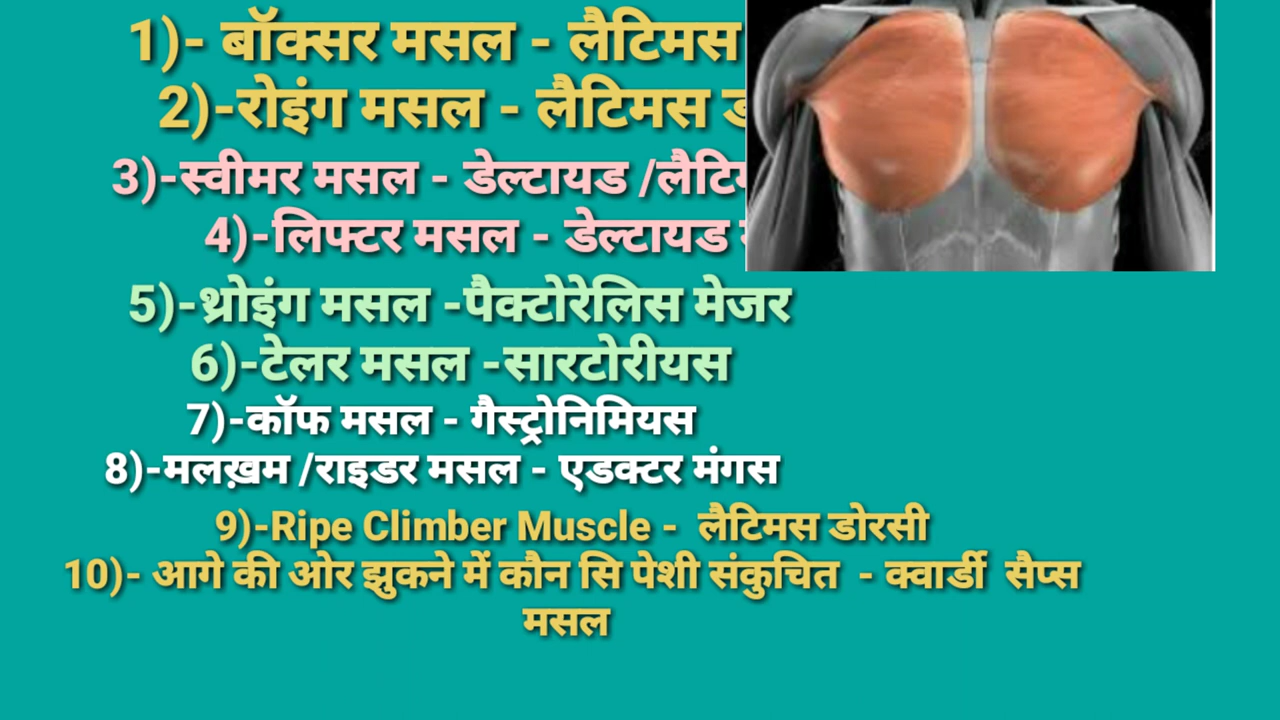 1)- बॉक्सर मसल - लैटिमस
2)-रोइंग मसल - लैटिमस
3)-स्वीमर मसल - डेल्टायड /
4)-लिफ्टर मसल - डेल्टायड
5)-थ्रोइंग मसल -पैक्टोरेलिस मेजर
6)-टेलर मसल -सारटोरीयस
7)-कॉफ मसल - गैस्ट्रोनिमियस
8)-मलख़म /राइडर मसल - एडक्टर मंगस
9)-Ripe Climber Muscle - लैटिमस डोरसी
10)- आगे की ओर झुकने में कौन सि पेशी संकुचित - क्वार्डी सैप्स
मसल